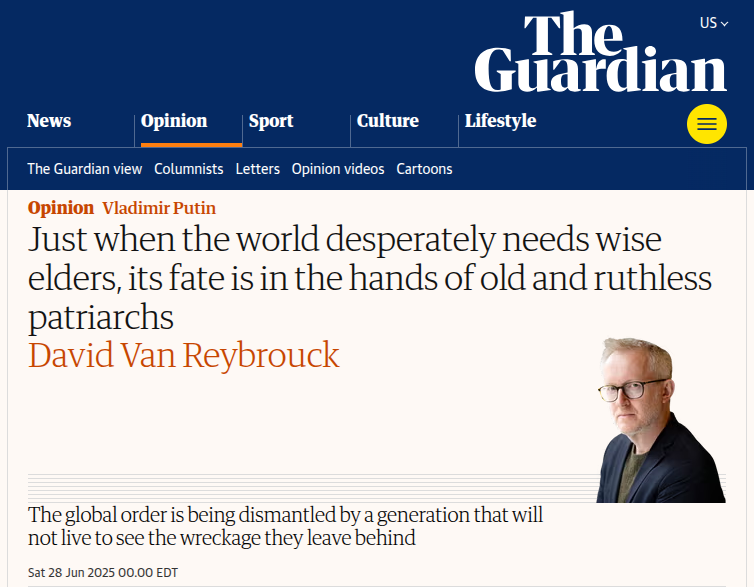 US
The
Guardian
News Opinion Sport Culture Lifestyle
The Guardian view Columnists Letters Opinion videos Cartoons
Opinion Vladimir Putin
Just when the world desperately needs wise
elders, its fate is in the hands of old and ruthless
patriarchs
David Van Reybrouck
The global order is being dismantled by a generation that will
not live to see the wreckage they leave behind
Sat 28 Jun 2025 00.00 EDT